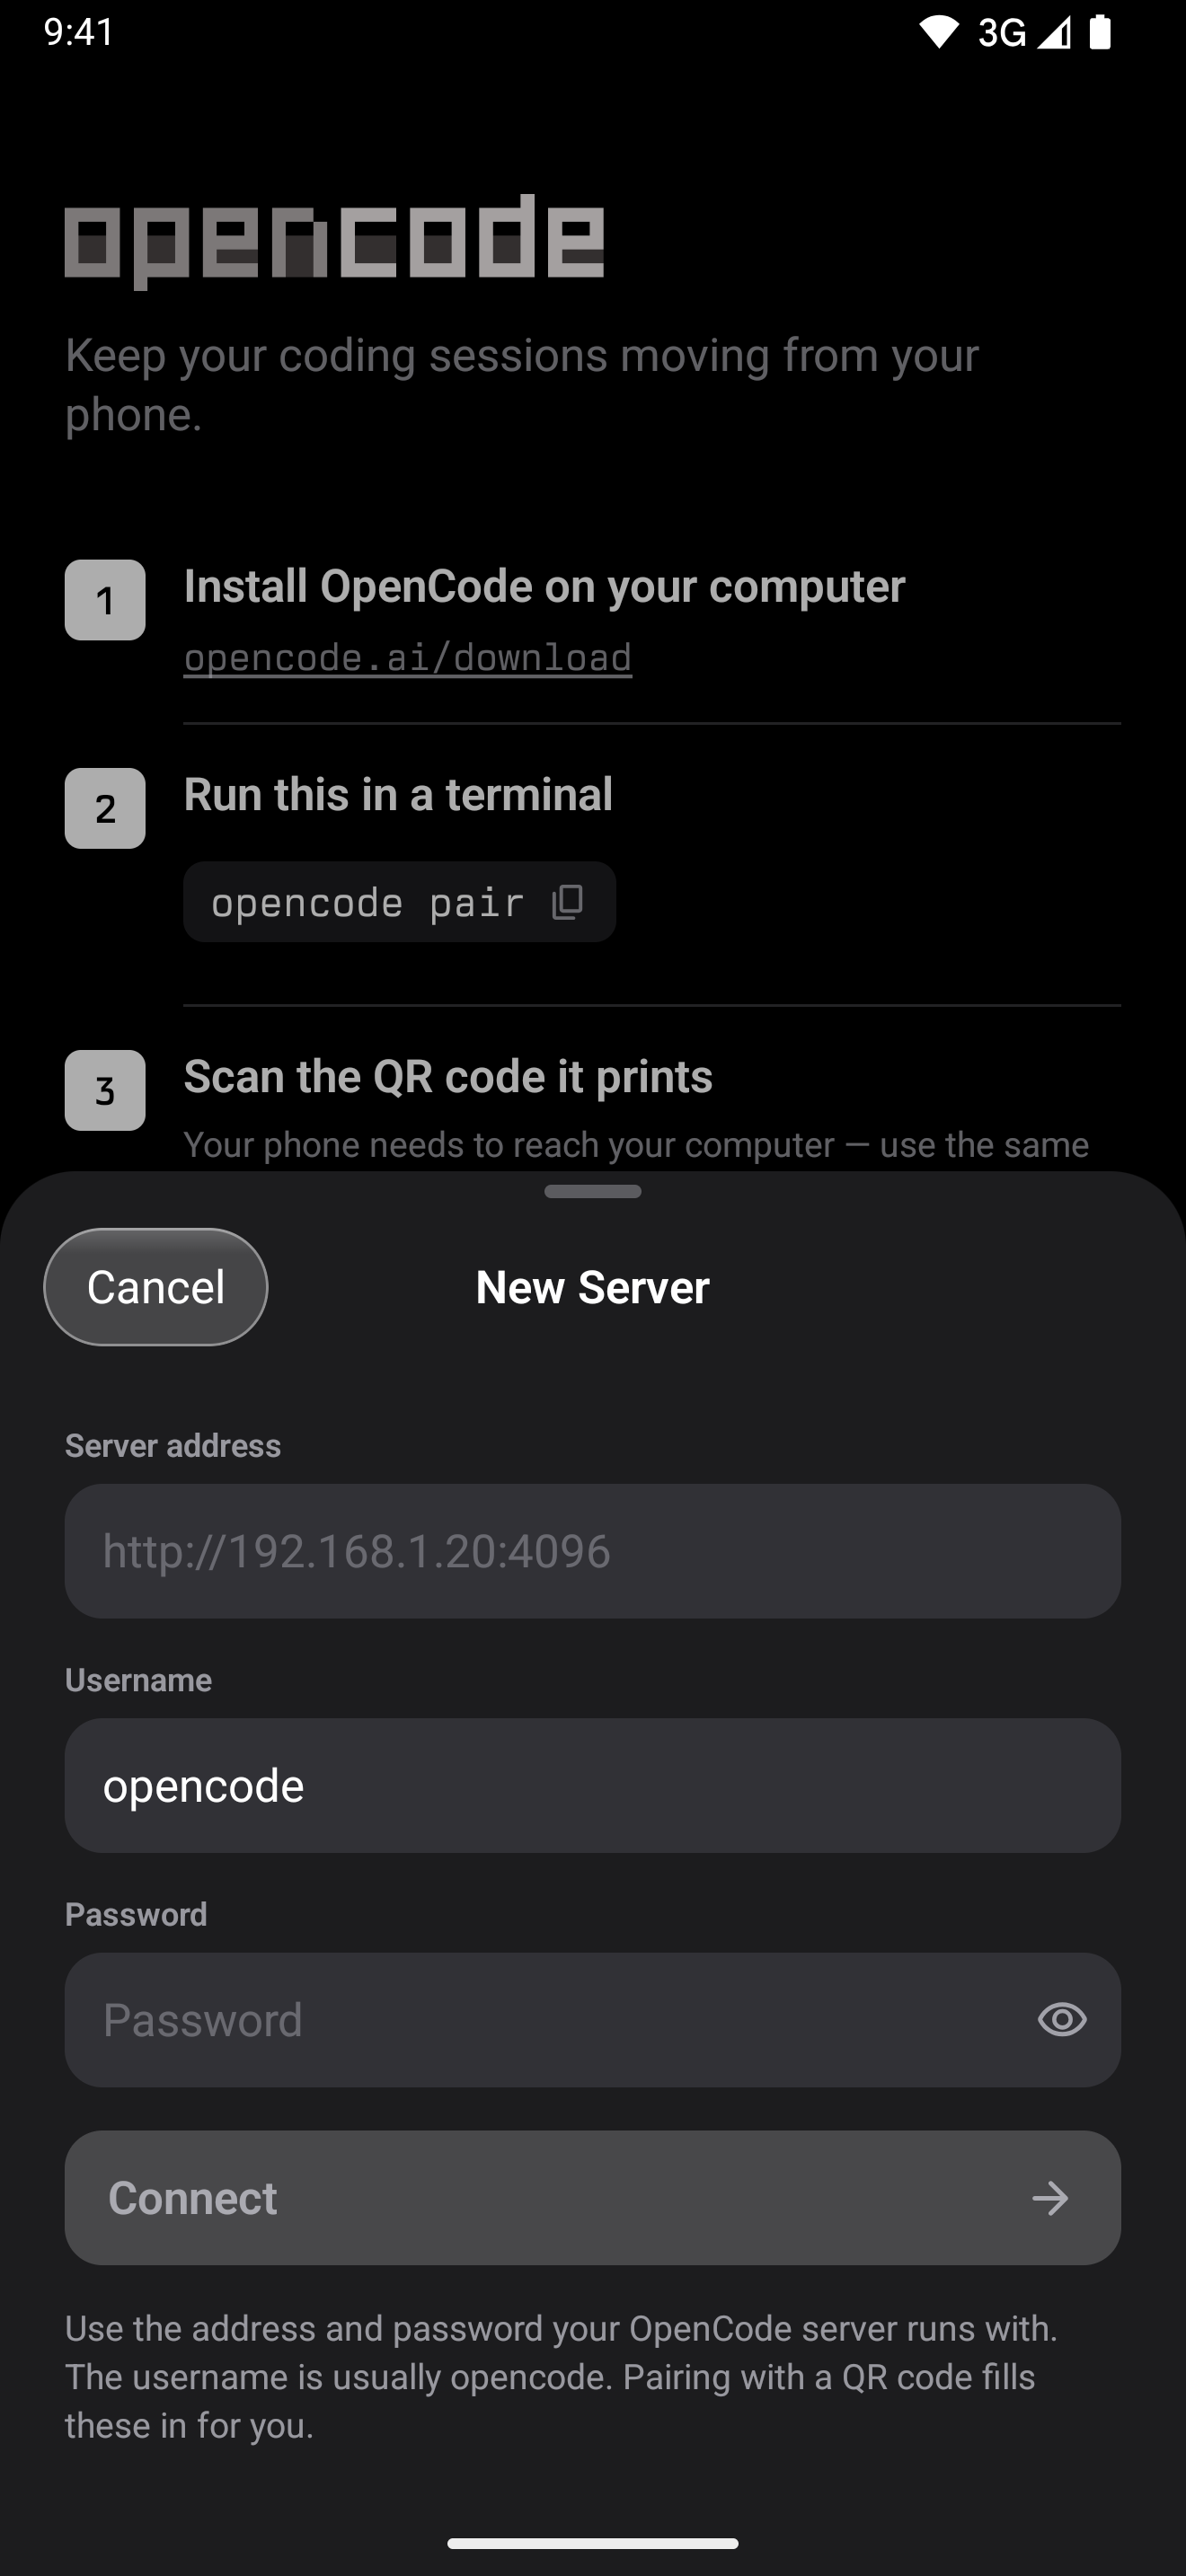 9:41
3G
opencode
Keep your coding sessions moving from your
phone.
1
Install OpenCode on your computer
opencode.ai/download
2
Run this in a terminal
opencode pair
3
Scan the QR code it prints
Your phone needs to reach your computer — use the same
Cancel
New Server
Server address
http://192.168.1.20:4096
Username
opencode
Password
Password
Connect
Use the address and password your OpenCode server runs with.
The username is usually opencode. Pairing with a QR code fills
these in for you.